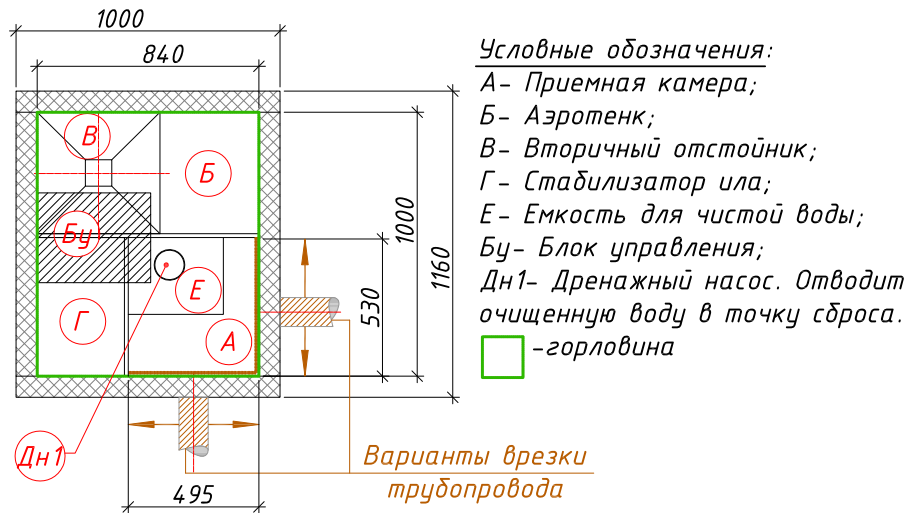 1000
840
Условные обозначения:
А- Приемная камера;
Б- Аэротенк;
В- Вторичный отстойник;
Г- Стабилизатор ила;
Е- Емкость для чистой воды;
Бу- Блок управления;
Дн1- Дренажный насос. Отводит
очищенную воду в точку сброса.
-горловина
В
Б
Бу
Е
Г
А
Дн1
1000
1160
530
495
Варианты врезки
трубопровода